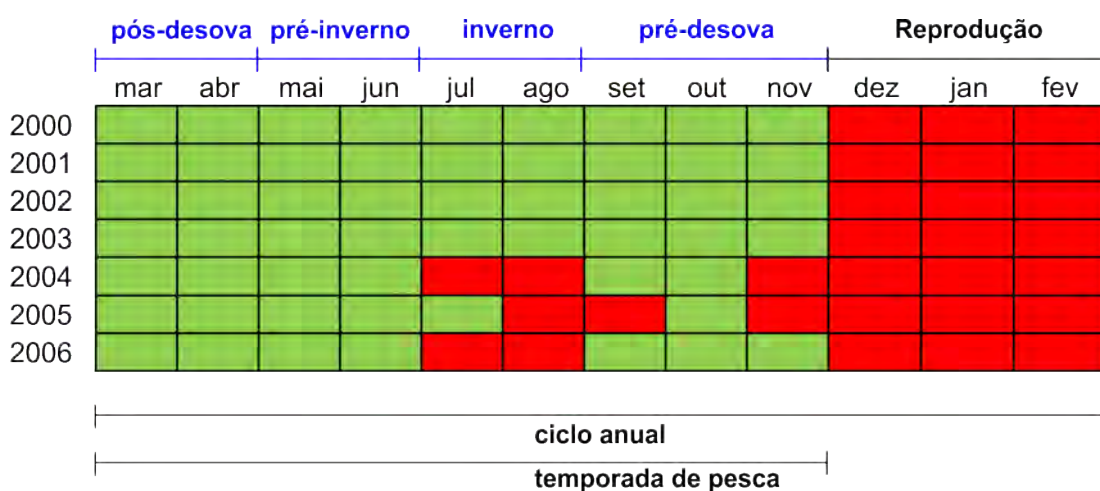 pós-desova pré-inverno inverno pré-desova Reprodução
mar abr mai jun jul ago set out nov dez jan fev
2000
2001
2002
2003
2004
2005
2006
ciclo anual
temporada de pesca